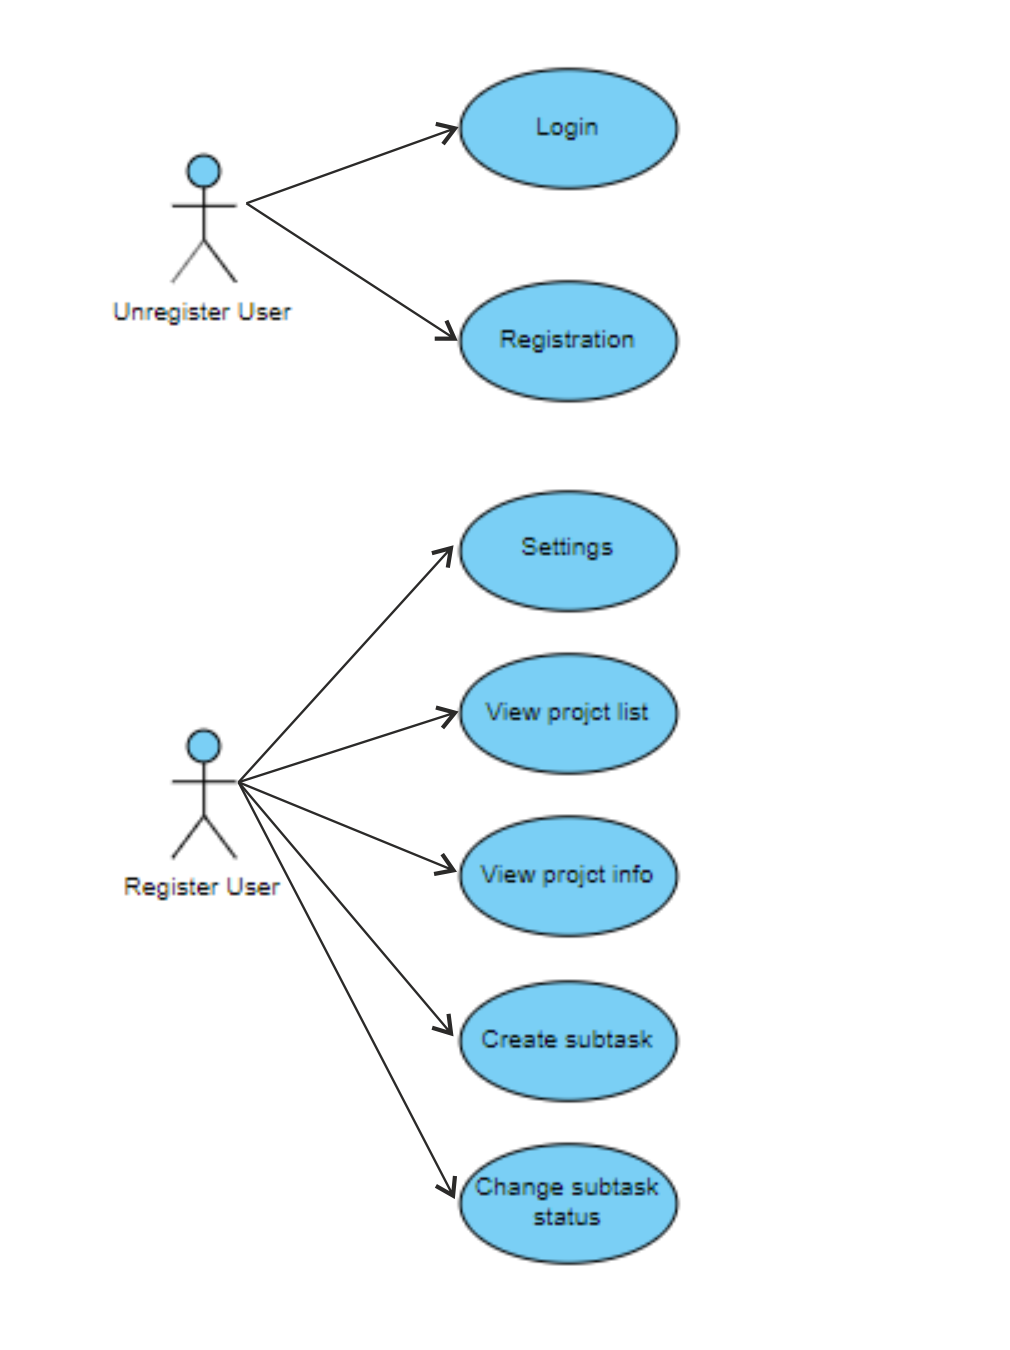 Login
Unregister User
Registration
Settings
View projct list
Register User
View projct info
Create subtask
Change subtask
status